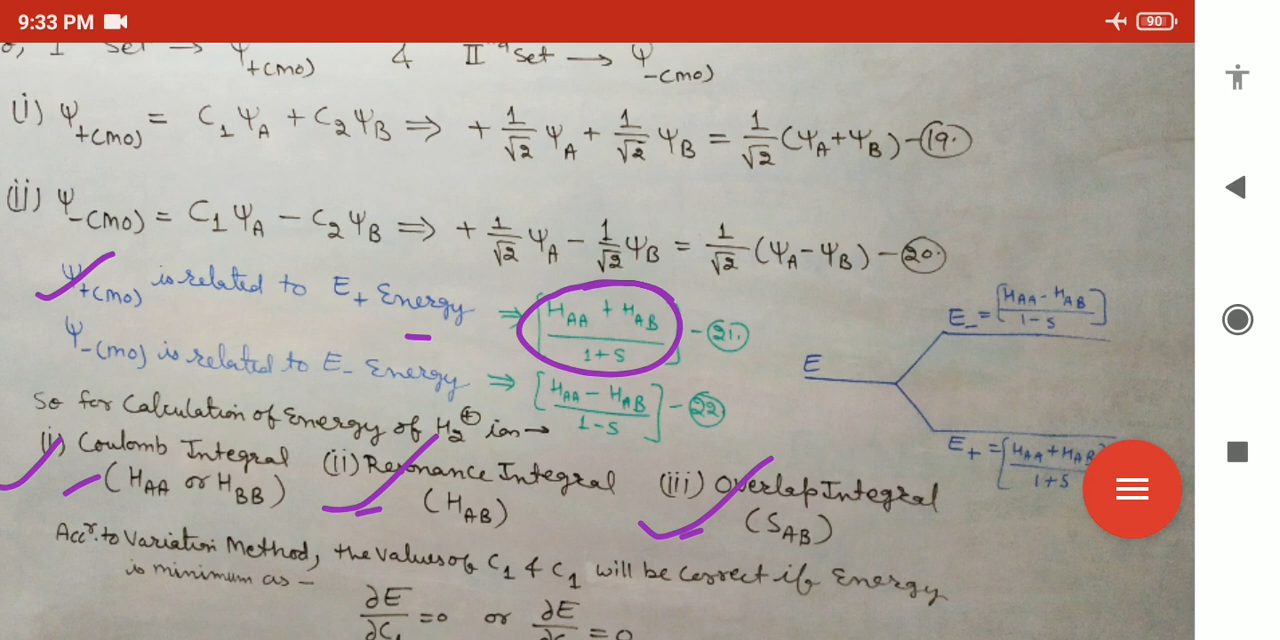 9:33 PM 90
Set → Ψ+(MO) & IInd Set → Ψ-(MO)
(i) Ψ+(MO) = C1ΨA + C2ΨB ⇒ + 1/√2 ΨA + 1/√2 ΨB = 1/√2 (ΨA+ΨB) - 19.
(ii) Ψ-(MO) = C1ΨA - C2ΨB ⇒ + 1/√2 ΨA - 1/√2 ΨB = 1/√2 (ΨA-ΨB) - 20.
Ψ+(MO) is related to E+ Energy ⇒ [HAA + HAB / 1+S] - 21.
Ψ-(MO) is related to E- Energy ⇒ [HAA - HAB / 1-S] - 22
E
E- = [HAA - HAB / 1-S]
E+ = [HAA + HAB / 1+S
So for Calculation of Energy of H2⊕ ion →
(i) Coulomb Integral (ii) Resonance Integral (iii) Overlap Integral
(HAA or HBB) (HAB) (SAB)
Accr. to Variation Method, the values of C1 & C1 will be correct if Energy
is minimum as -
∂E/∂C1 = 0 or ∂E/∂C = 0